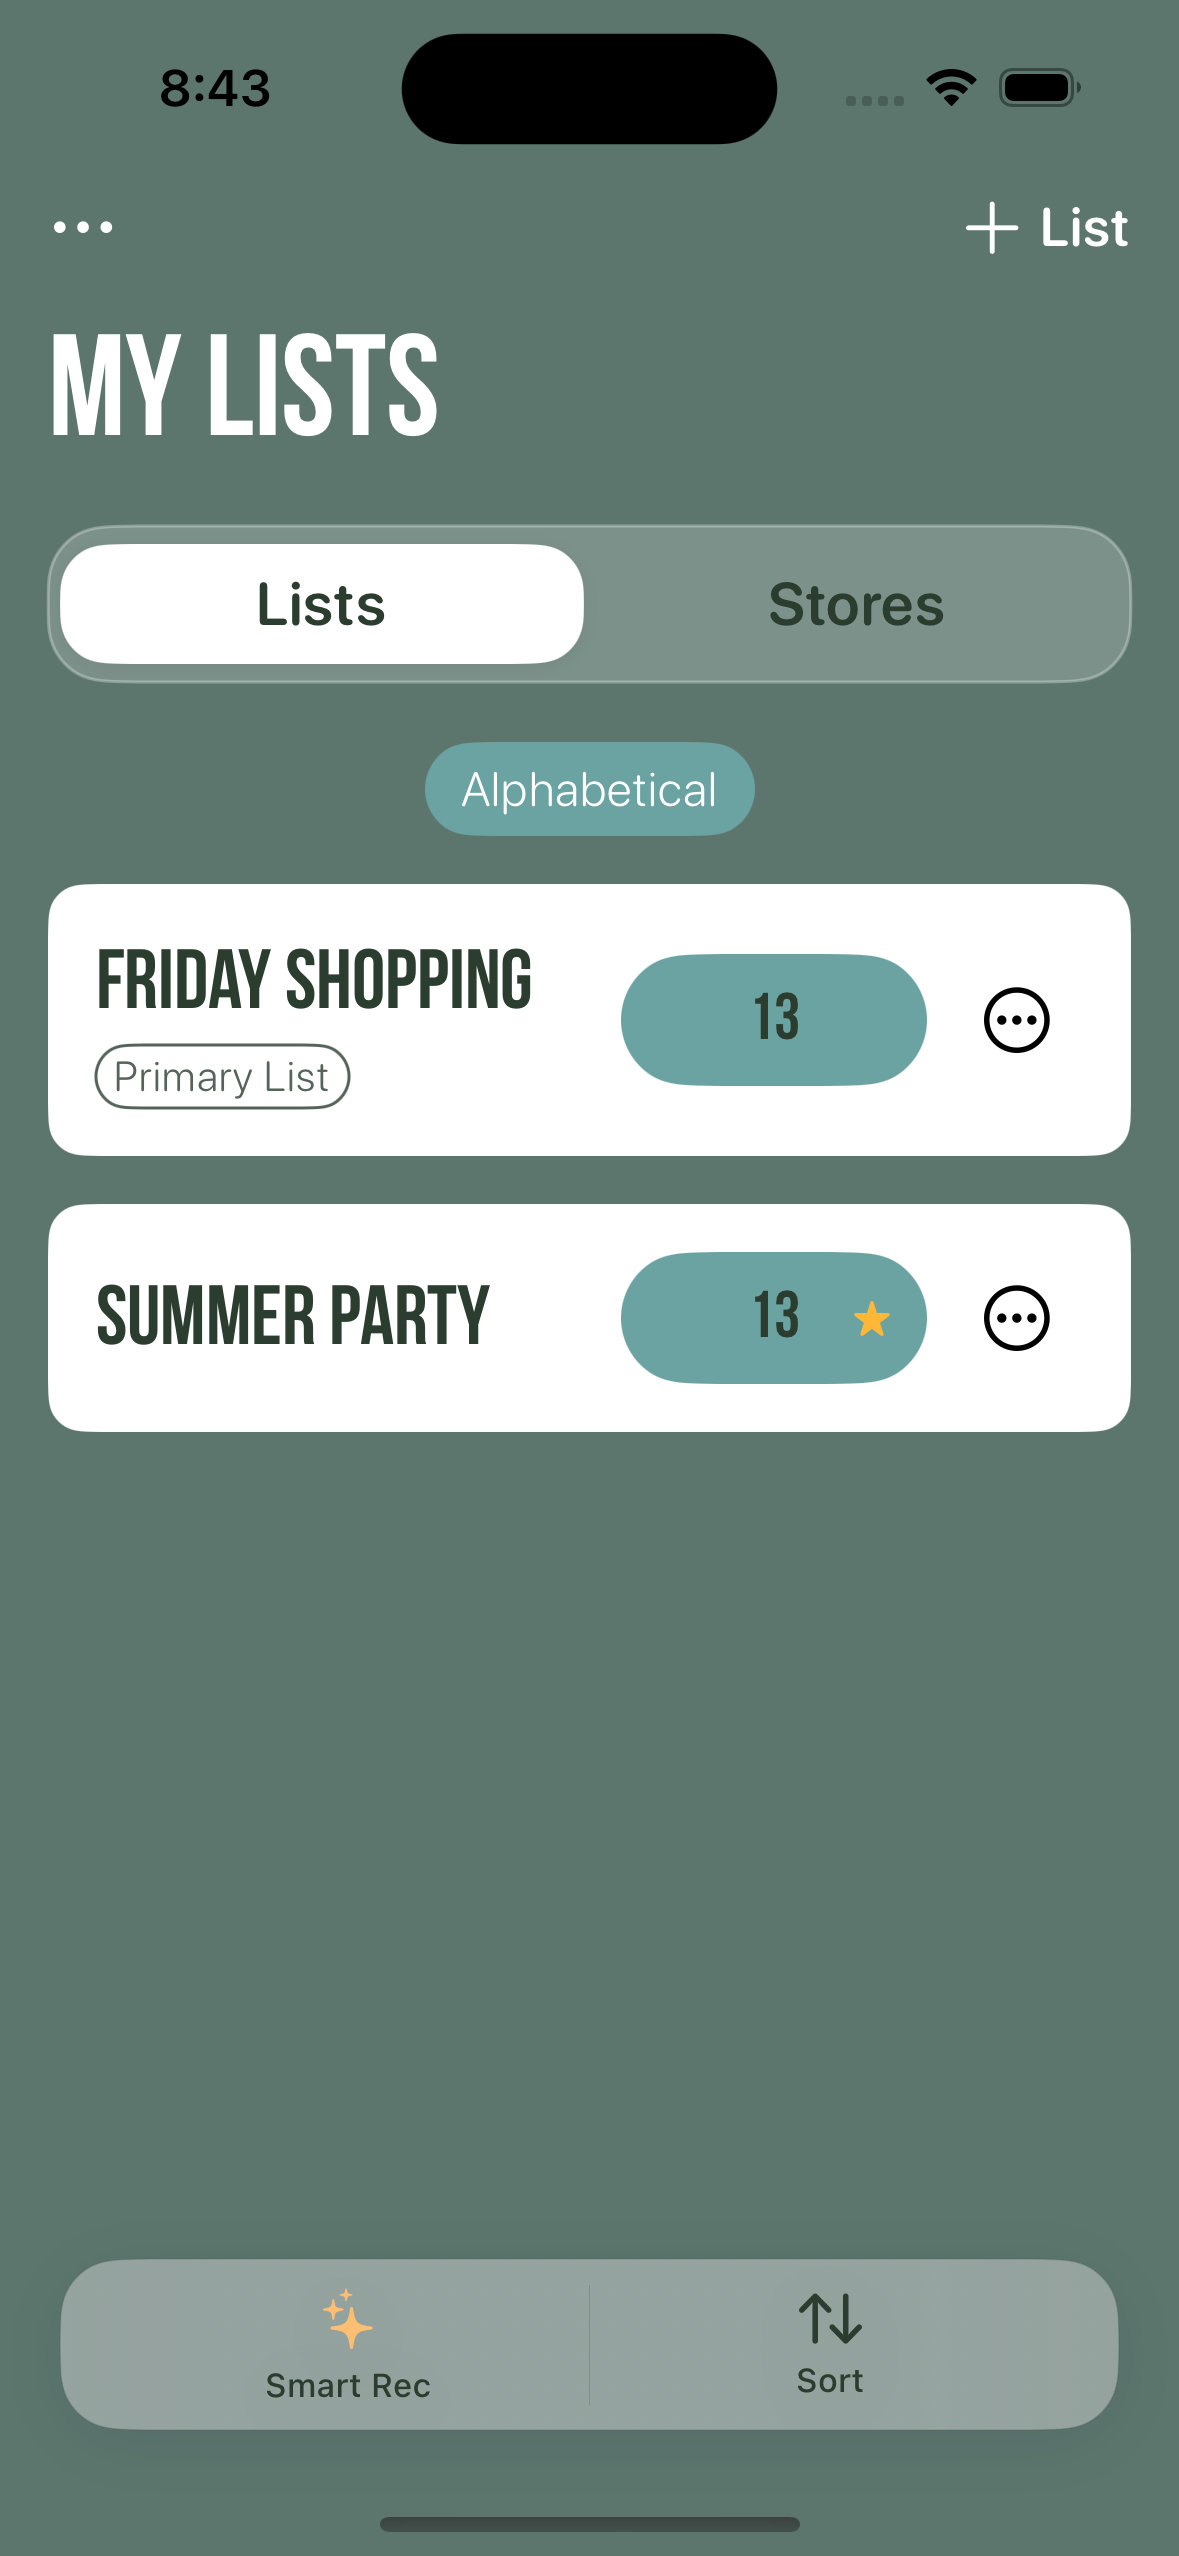 8:43
List
MY LISTS
Lists
Stores
Alphabetical
FRIDAY SHOPPING
Primary List
13
SUMMER PARTY
13
Smart Rec
Sort